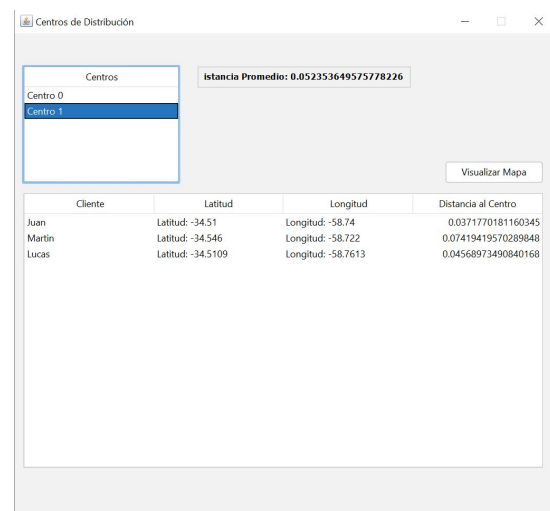 Centros de Distribución
Centros
istancia Promedio: 0.052353649575778226
Centro 0
Centro 1
Visualizar Mapa
Cliente Latitud Longitud Distancia al Centro
Juan Latitud: -34.51 Longitud: -58.74 0.0371770181160345
Martin Latitud: -34.546 Longitud: -58.722 0.07419419570289848
Lucas Latitud: -34.5109 Longitud: -58.7613 0.04568973490840168